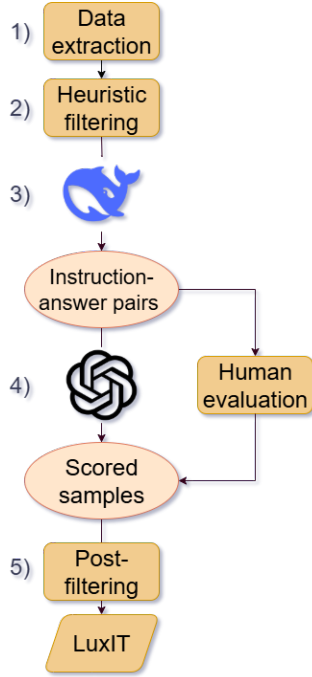 1)
Data
extraction
2)
Heuristic
filtering
3)
Instruction-
answer pairs
4)
Human
evaluation
Scored
samples
5)
Post-
filtering
LuxIT